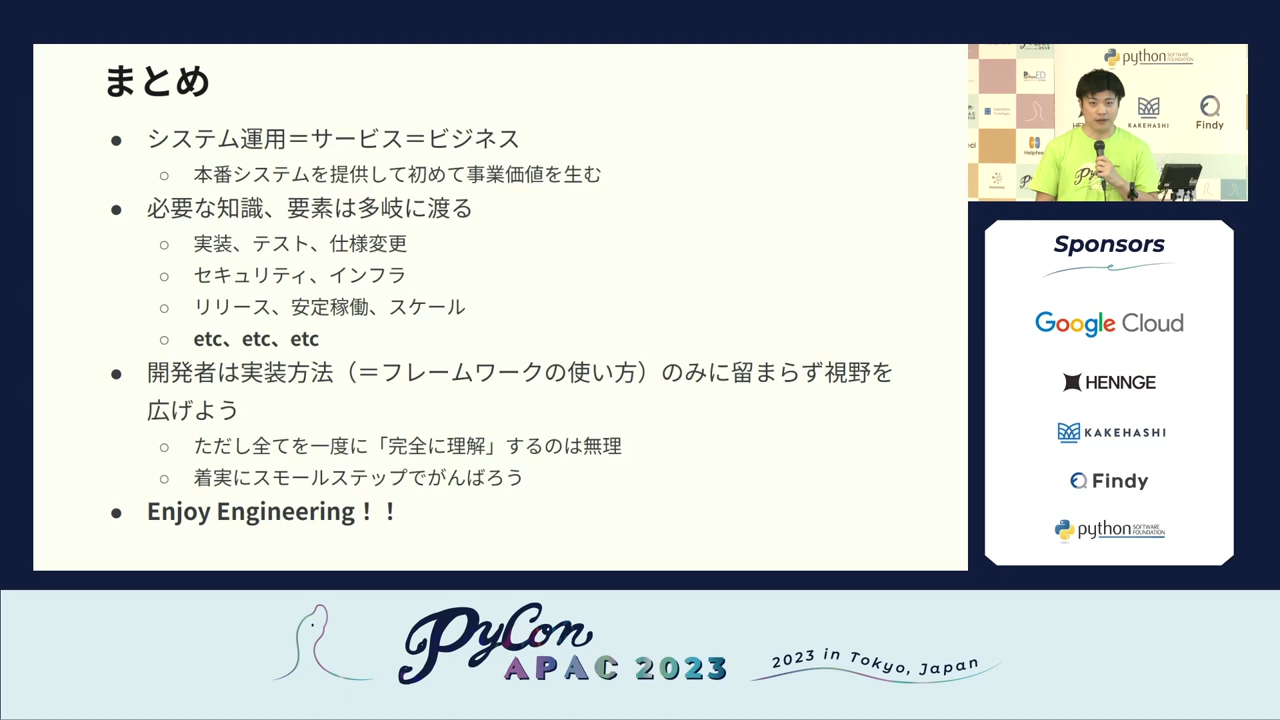 まとめ
● システム運用＝サービス＝ビジネス
○ 本番システムを提供して初めて事業価値を生む
● 必要な知識、要素は多岐に渡る
○ 実装、テスト、仕様変更
○ セキュリティ、インフラ
○ リリース、安定稼働、スケール
○ etc、etc、etc
● 開発者は実装方法（＝フレームワークの使い方）のみに留まらず視野を
広げよう
○ ただし全てを一度に「完全に理解」するのは無理
○ 着実にスモールステップでがんばろう
● Enjoy Engineering！！
python SOFTWARE FOUNDATION
KAKEHASHI
Findy
Helpfee
Sponsors
Google Cloud
HENNGE
KAKEHASHI
Findy
python SOFTWARE FOUNDATION
PyCon
APAC 2023
2023 in Tokyo, Japan